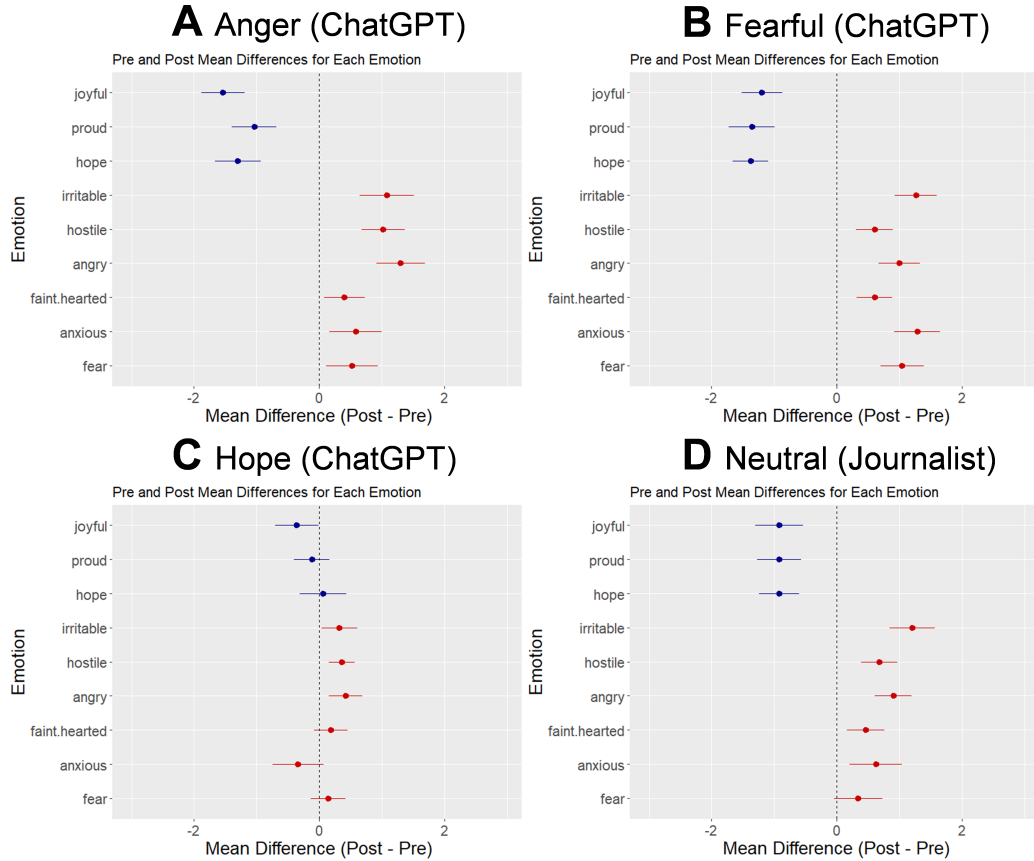 A Anger (ChatGPT)
Pre and Post Mean Differences for Each Emotion
Emotion
joyful
proud
hope
irritable
hostile
angry
faint.hearted
anxious
fear
-2 0 2
Mean Difference (Post - Pre)
B Fearful (ChatGPT)
Pre and Post Mean Differences for Each Emotion
Emotion
joyful
proud
hope
irritable
hostile
angry
faint.hearted
anxious
fear
-2 0 2
Mean Difference (Post - Pre)
C Hope (ChatGPT)
Pre and Post Mean Differences for Each Emotion
Emotion
joyful
proud
hope
irritable
hostile
angry
faint.hearted
anxious
fear
-2 0 2
Mean Difference (Post - Pre)
D Neutral (Journalist)
Pre and Post Mean Differences for Each Emotion
Emotion
joyful
proud
hope
irritable
hostile
angry
faint.hearted
anxious
fear
-2 0 2
Mean Difference (Post - Pre)